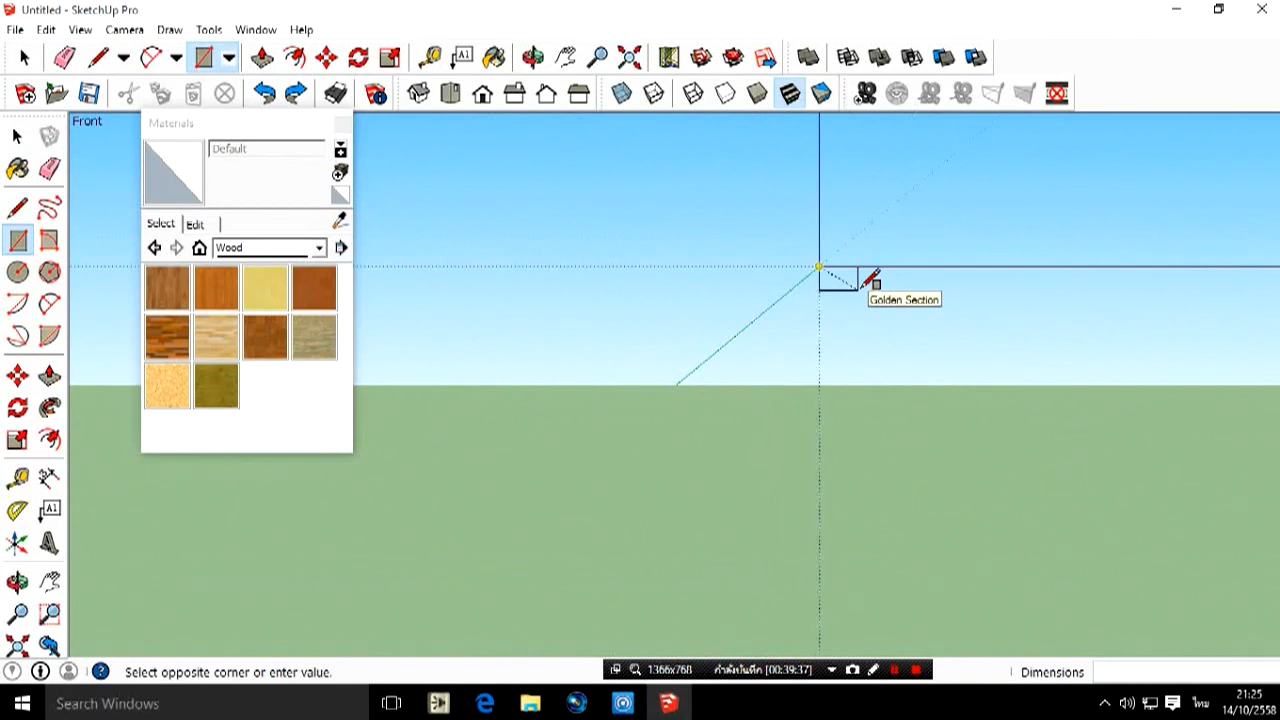 Untitled - SketchUp Pro
File Edit View Camera Draw Tools Window Help
A1
Front
Materials
Default
Select Edit
Wood
Golden Section
A1
Select opposite corner or enter value.
1366x768 กำลังบันทึก [00:39:37]
Dimensions
Search Windows
ไทย
21:25
14/10/2558